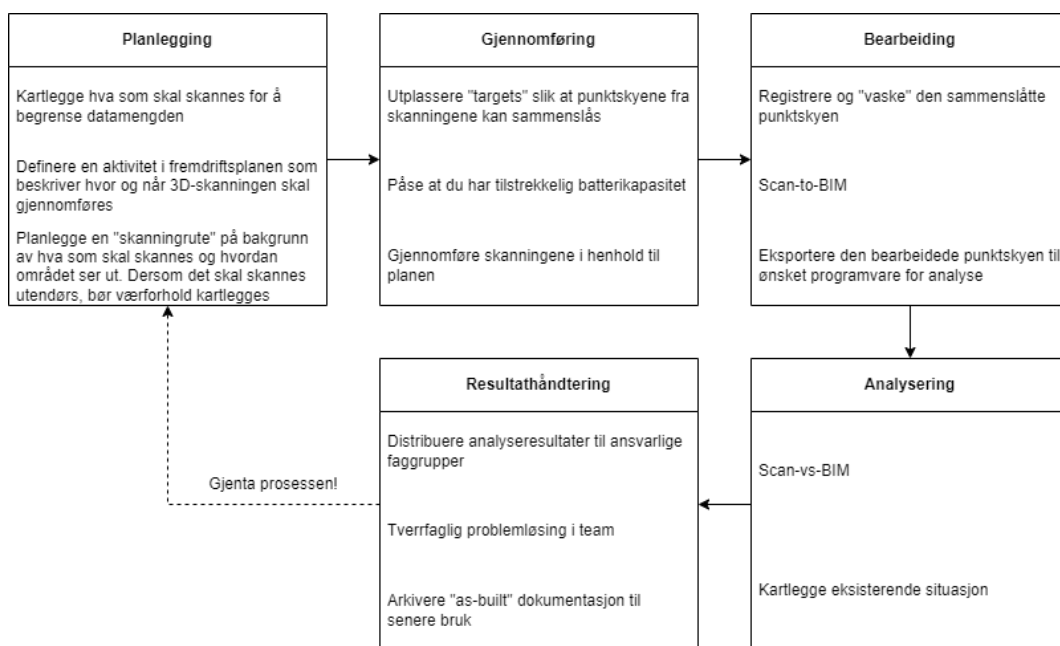 Planlegging
Kartlegge hva som skal skannes for å
begrense datamengden
Definere en aktivitet i fremdriftsplanen som
beskriver hvor og når 3D-skanningen skal
gjennomføres
Planlegge en "skanningrute" på bakgrunn
av hva som skal skannes og hvordan
området ser ut. Dersom det skal skannes
utendørs, bør værforhold kartlegges
Gjennomføring
Utplassere "targets" slik at punktskyene fra
skanningene kan sammenslås
Påse at du har tilstrekkelig batterikapasitet
Gjennomføre skanningene i henhold til
planen
Bearbeiding
Registrere og "vaske" den sammenslåtte
punktskyen
Scan-to-BIM
Eksportere den bearbeidede punktskyen til
ønsket programvare for analyse
Analysering
Scan-vs-BIM
Kartlegge eksisterende situasjon
Resultathåndtering
Distribuere analyseresultater til ansvarlige
faggrupper
Tverrfaglig problemløsing i team
Arkivere "as-built" dokumentasjon til
senere bruk
Gjenta prosessen!